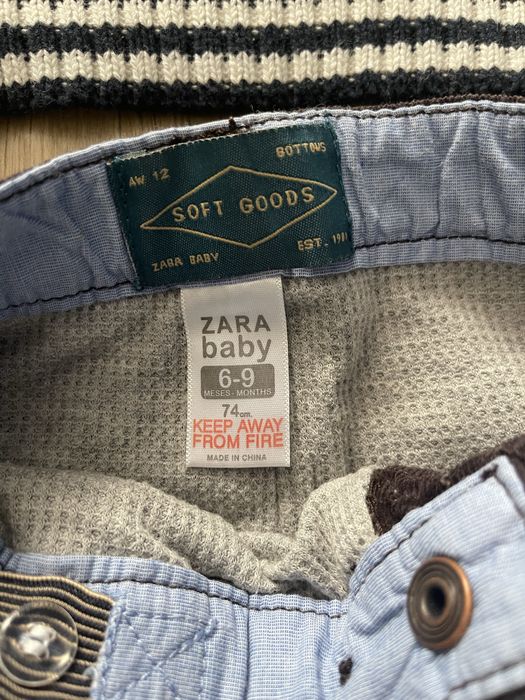 AW 12
BOTTOMS
SOFT GOODS
ZARA BABY
EST. 1981
ZARA
baby
6-9
MESES-MONTHS
74cm.
KEEP AWAY
FROM FIRE
MADE IN CHINA